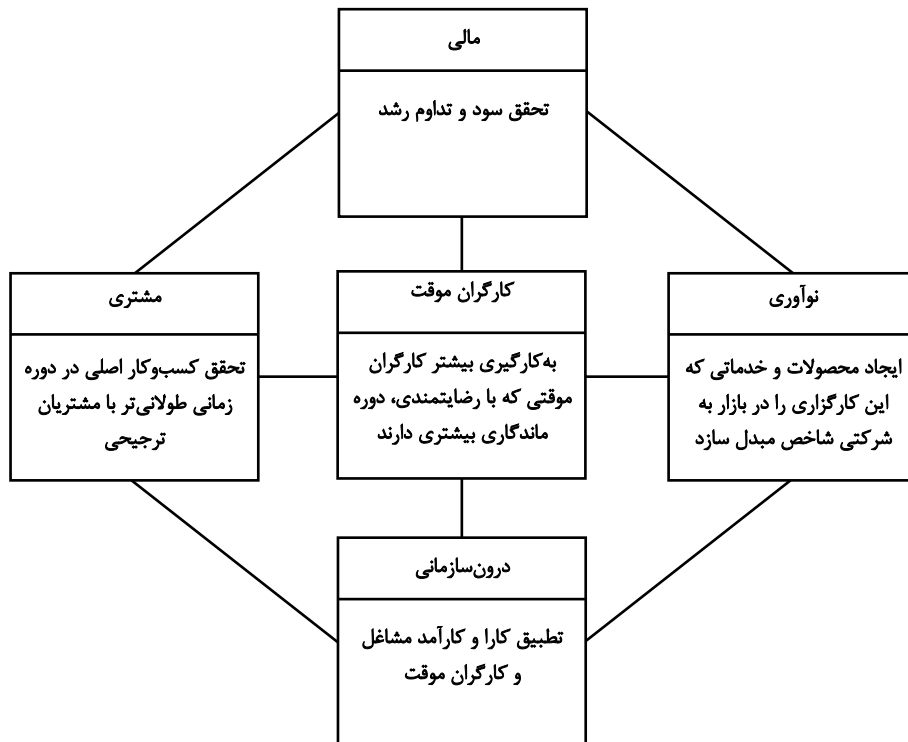 مالی
تحقق سود و تداوم رشد
نوآوری
ایجاد محصولات و خدماتی که
این کارگزاری را در بازار به
شرکتی شاخص مبدل سازد
کارگران موقت
به‌کارگیری بیشتر کارگران
موقتی که با رضایتمندی، دوره
ماندگاری بیشتری دارند
مشتری
تحقق کسب‌وکار اصلی در دوره
زمانی طولانی‌تر با مشتریان
ترجیحی
درون‌سازمانی
تطبیق کارا و کارآمد مشاغل
و کارگران موقت